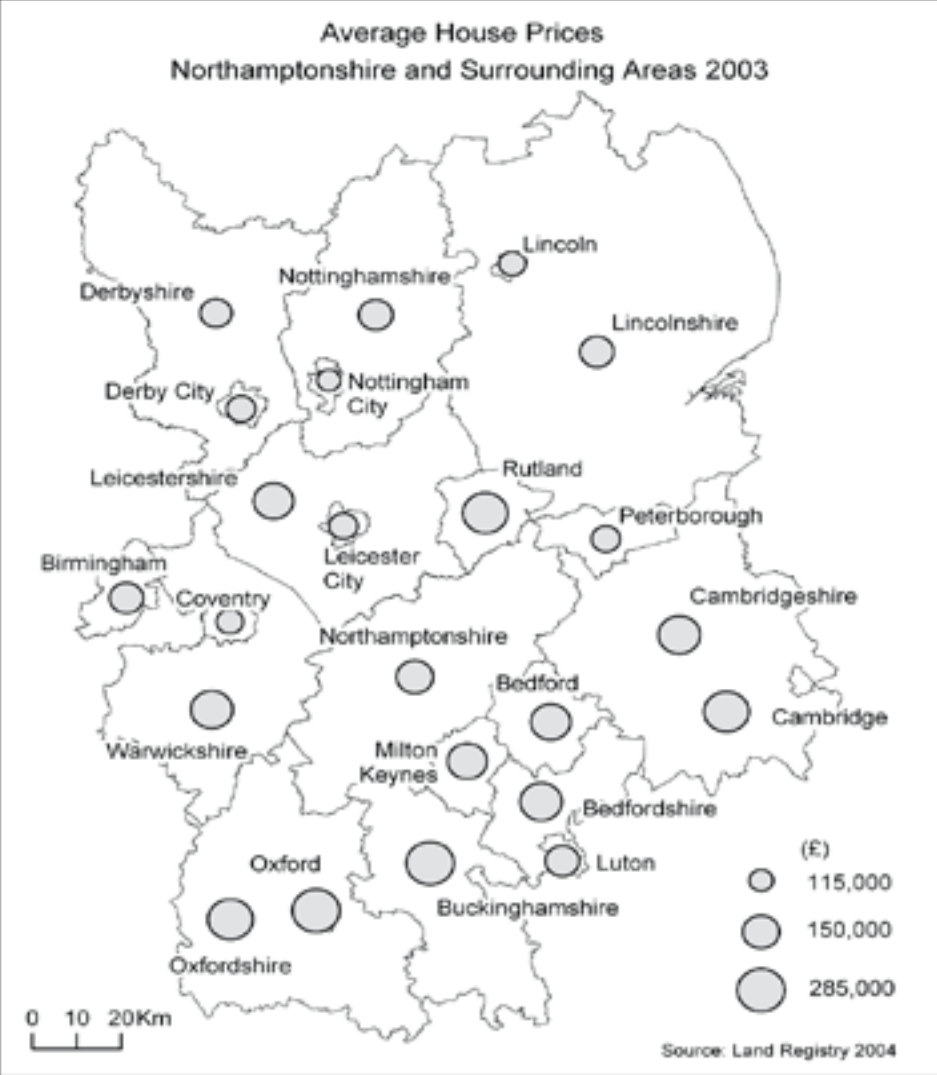 Average House Prices
Northamptonshire and Surrounding Areas 2003
Lincoln
Nottinghamshire
Derbyshire
Lincolnshire
Derby City
Nottingham
City
Rutland
Leicestershire
Peterborough
Leicester
City
Birmingham
Coventry
Cambridgeshire
Northamptonshire
Bedford
Cambridge
Warwickshire
Milton
Keynes
Bedfordshire
Oxford
Luton
Buckinghamshire
Oxfordshire
(£)
115,000
150,000
285,000
0 10 20Km
Source: Land Registry 2004